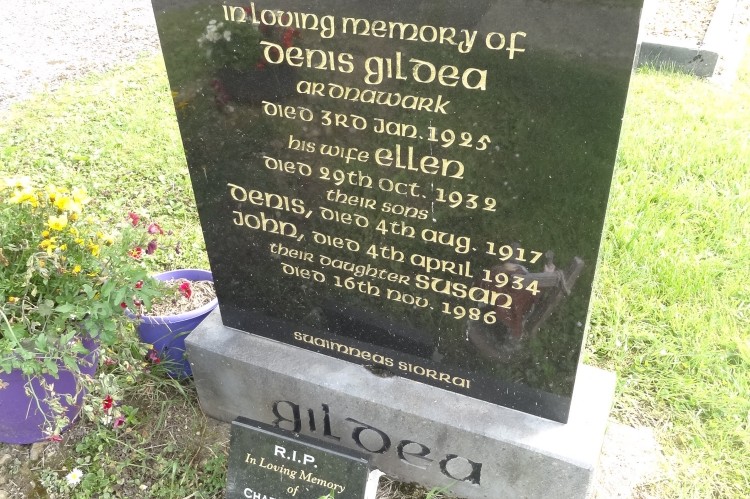 in loving memory of
Denis Gildea
Ardnawark
died 3rd Jan. 1925
his wife Ellen
died 29th Oct. 1932
their sons
Denis, died 4th Aug. 1917
John, died 4th April 1934
their daughter Susan
died 16th Nov. 1986
suaimneas siorrai
Gildea
R.I.P.
In Loving Memory
of